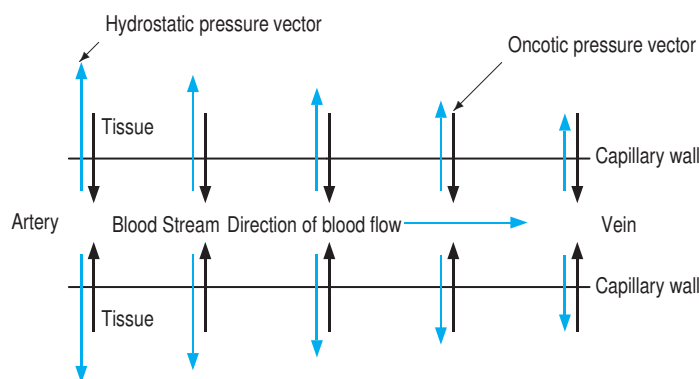 Hydrostatic pressure vector
Oncotic pressure vector
Tissue
Capillary wall
Artery
Blood Stream
Direction of blood flow
Vein
Capillary wall
Tissue